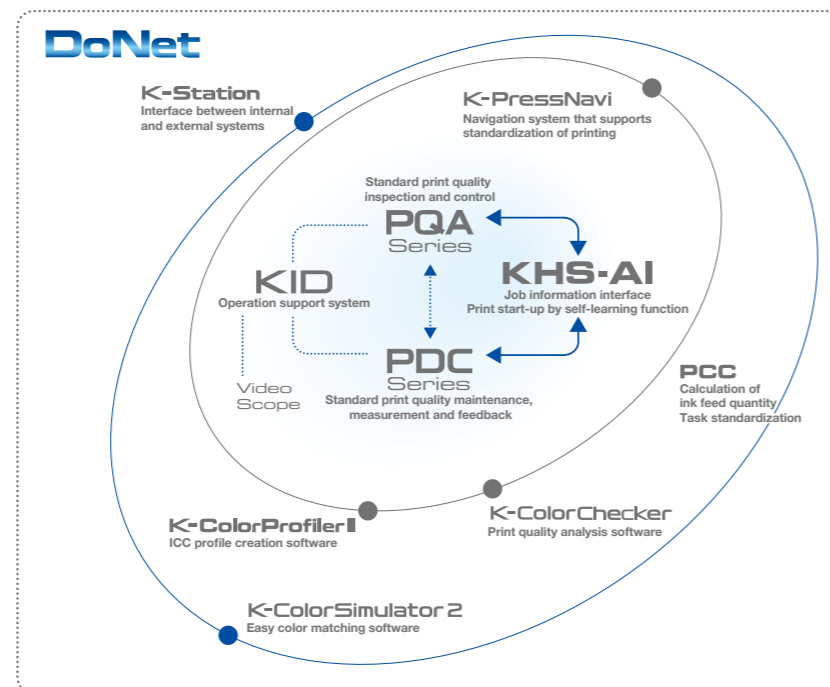 DoNet
K-Station
Interface between internal
and external systems
K-PressNavi
Navigation system that supports
standardization of printing
Standard print quality
inspection and control
PQA
Series
KID
Operation support system
KHS-AI
Job information interface
Print start-up by self-learning function
PDC
Series
Standard print quality maintenance,
measurement and feedback
Video
Scope
PCC
Calculation of
ink feed quantity
Task standardization
K-ColorProfiler II
ICC profile creation software
K-ColorChecker
Print quality analysis software
K-ColorSimulator 2
Easy color matching software